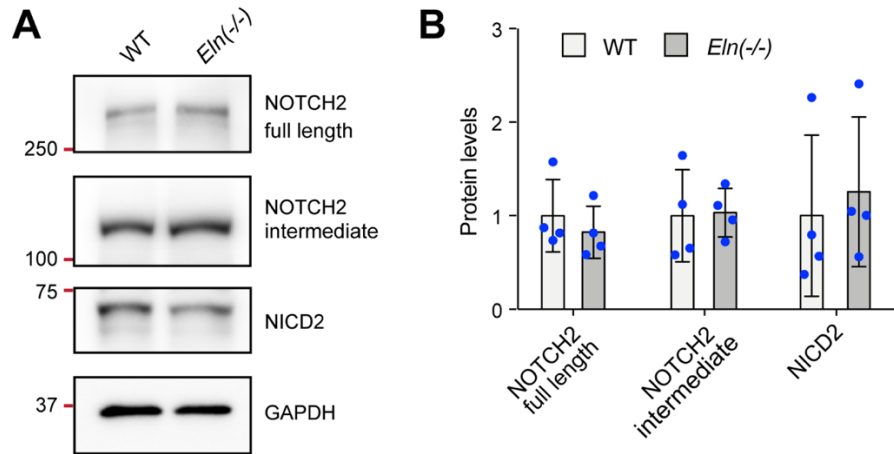 A
WT
Eln(-/-)
NOTCH2
full length
250
NOTCH2
intermediate
100
75
NICD2
37
GAPDH
B
WT
Eln(-/-)
Protein levels
3
2
1
0
NOTCH2
full length
NOTCH2
intermediate
NICD2